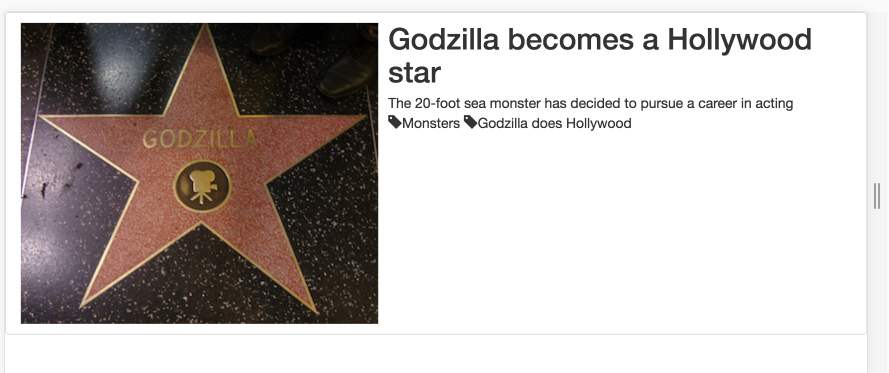 GODZILLA
Godzilla becomes a Hollywood
star
The 20-foot sea monster has decided to pursue a career in acting
Monsters Godzilla does Hollywood